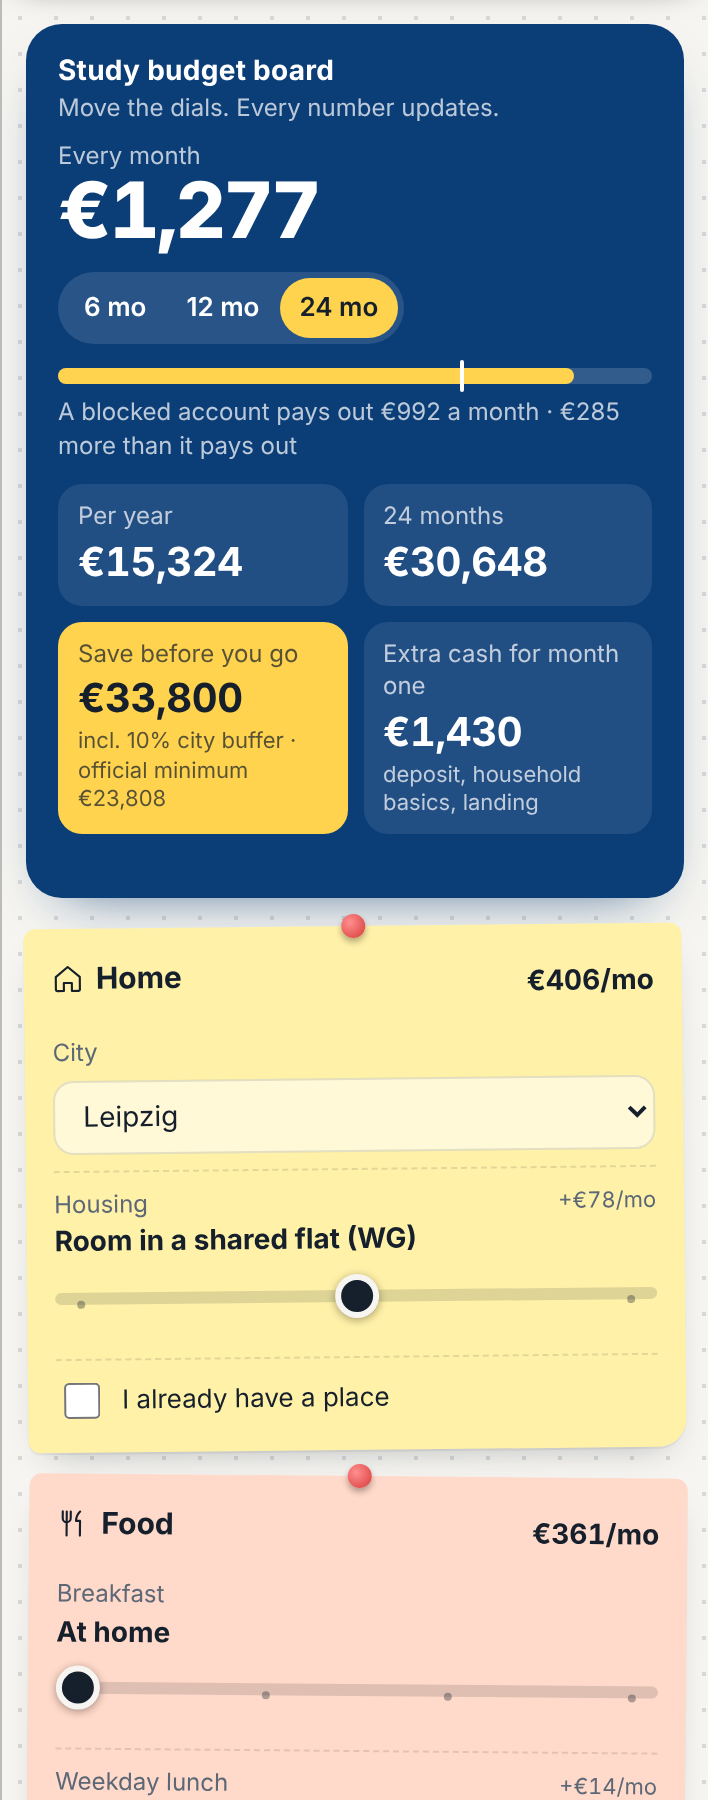 Study budget board
Move the dials. Every number updates.
Every month
€1,277
6 mo 12 mo 24 mo
A blocked account pays out €992 a month · €285
more than it pays out
Per year
€15,324
24 months
€30,648
Save before you go
€33,800
incl. 10% city buffer ·
official minimum
€23,808
Extra cash for month
one
€1,430
deposit, household
basics, landing
Home €406/mo
City
Leipzig
Housing +€78/mo
Room in a shared flat (WG)
I already have a place
Food €361/mo
Breakfast
At home
Weekday lunch +€14/mo